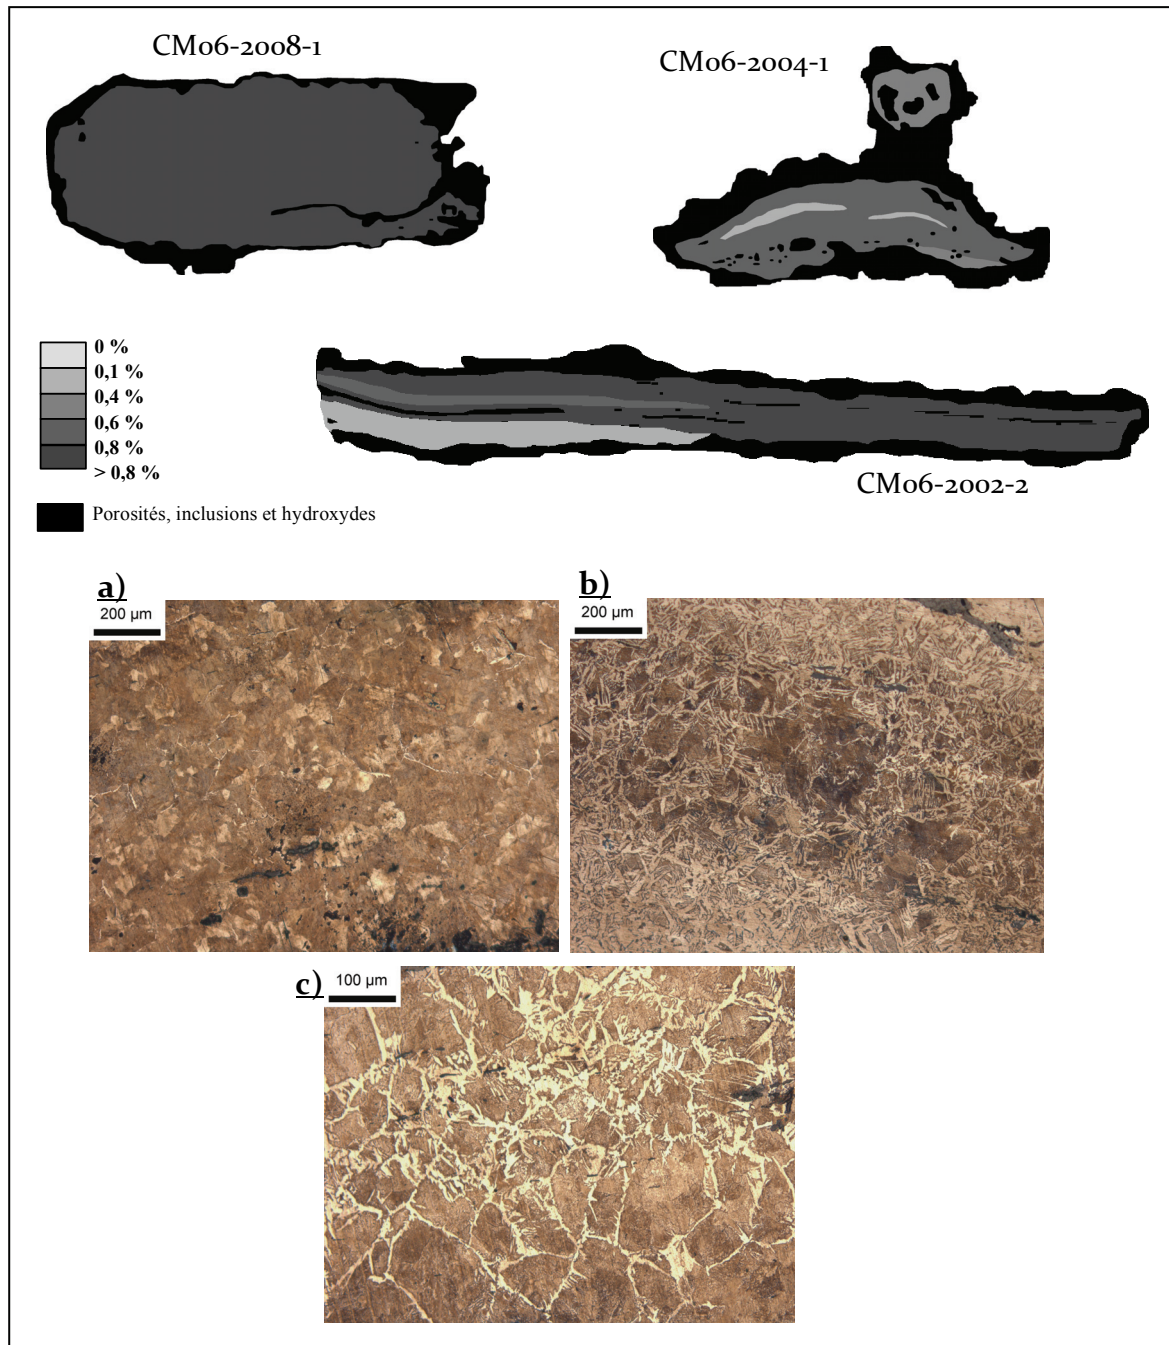 CM06-2008-1
CM06-2004-1
0 %
0,1 %
0,4 %
0,6 %
0,8 %
> 0,8 %
CM06-2002-2
Porosités, inclusions et hydroxydes
a)
200 µm
b)
200 µm
c)
100 µm